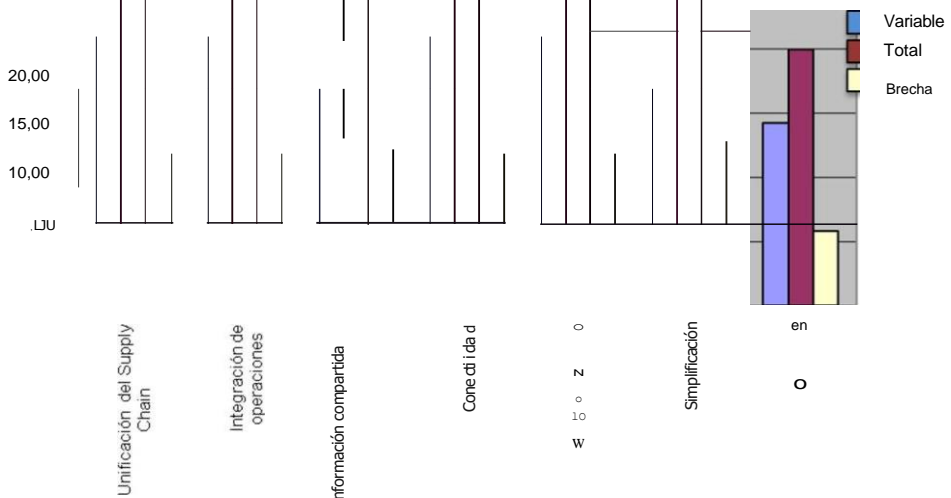 Variable
Total
Brecha
20,00
15,00
10,00
Unificación del Supply
Chain
Integración de
operaciones
nformación compartida
Simplificación
en
O